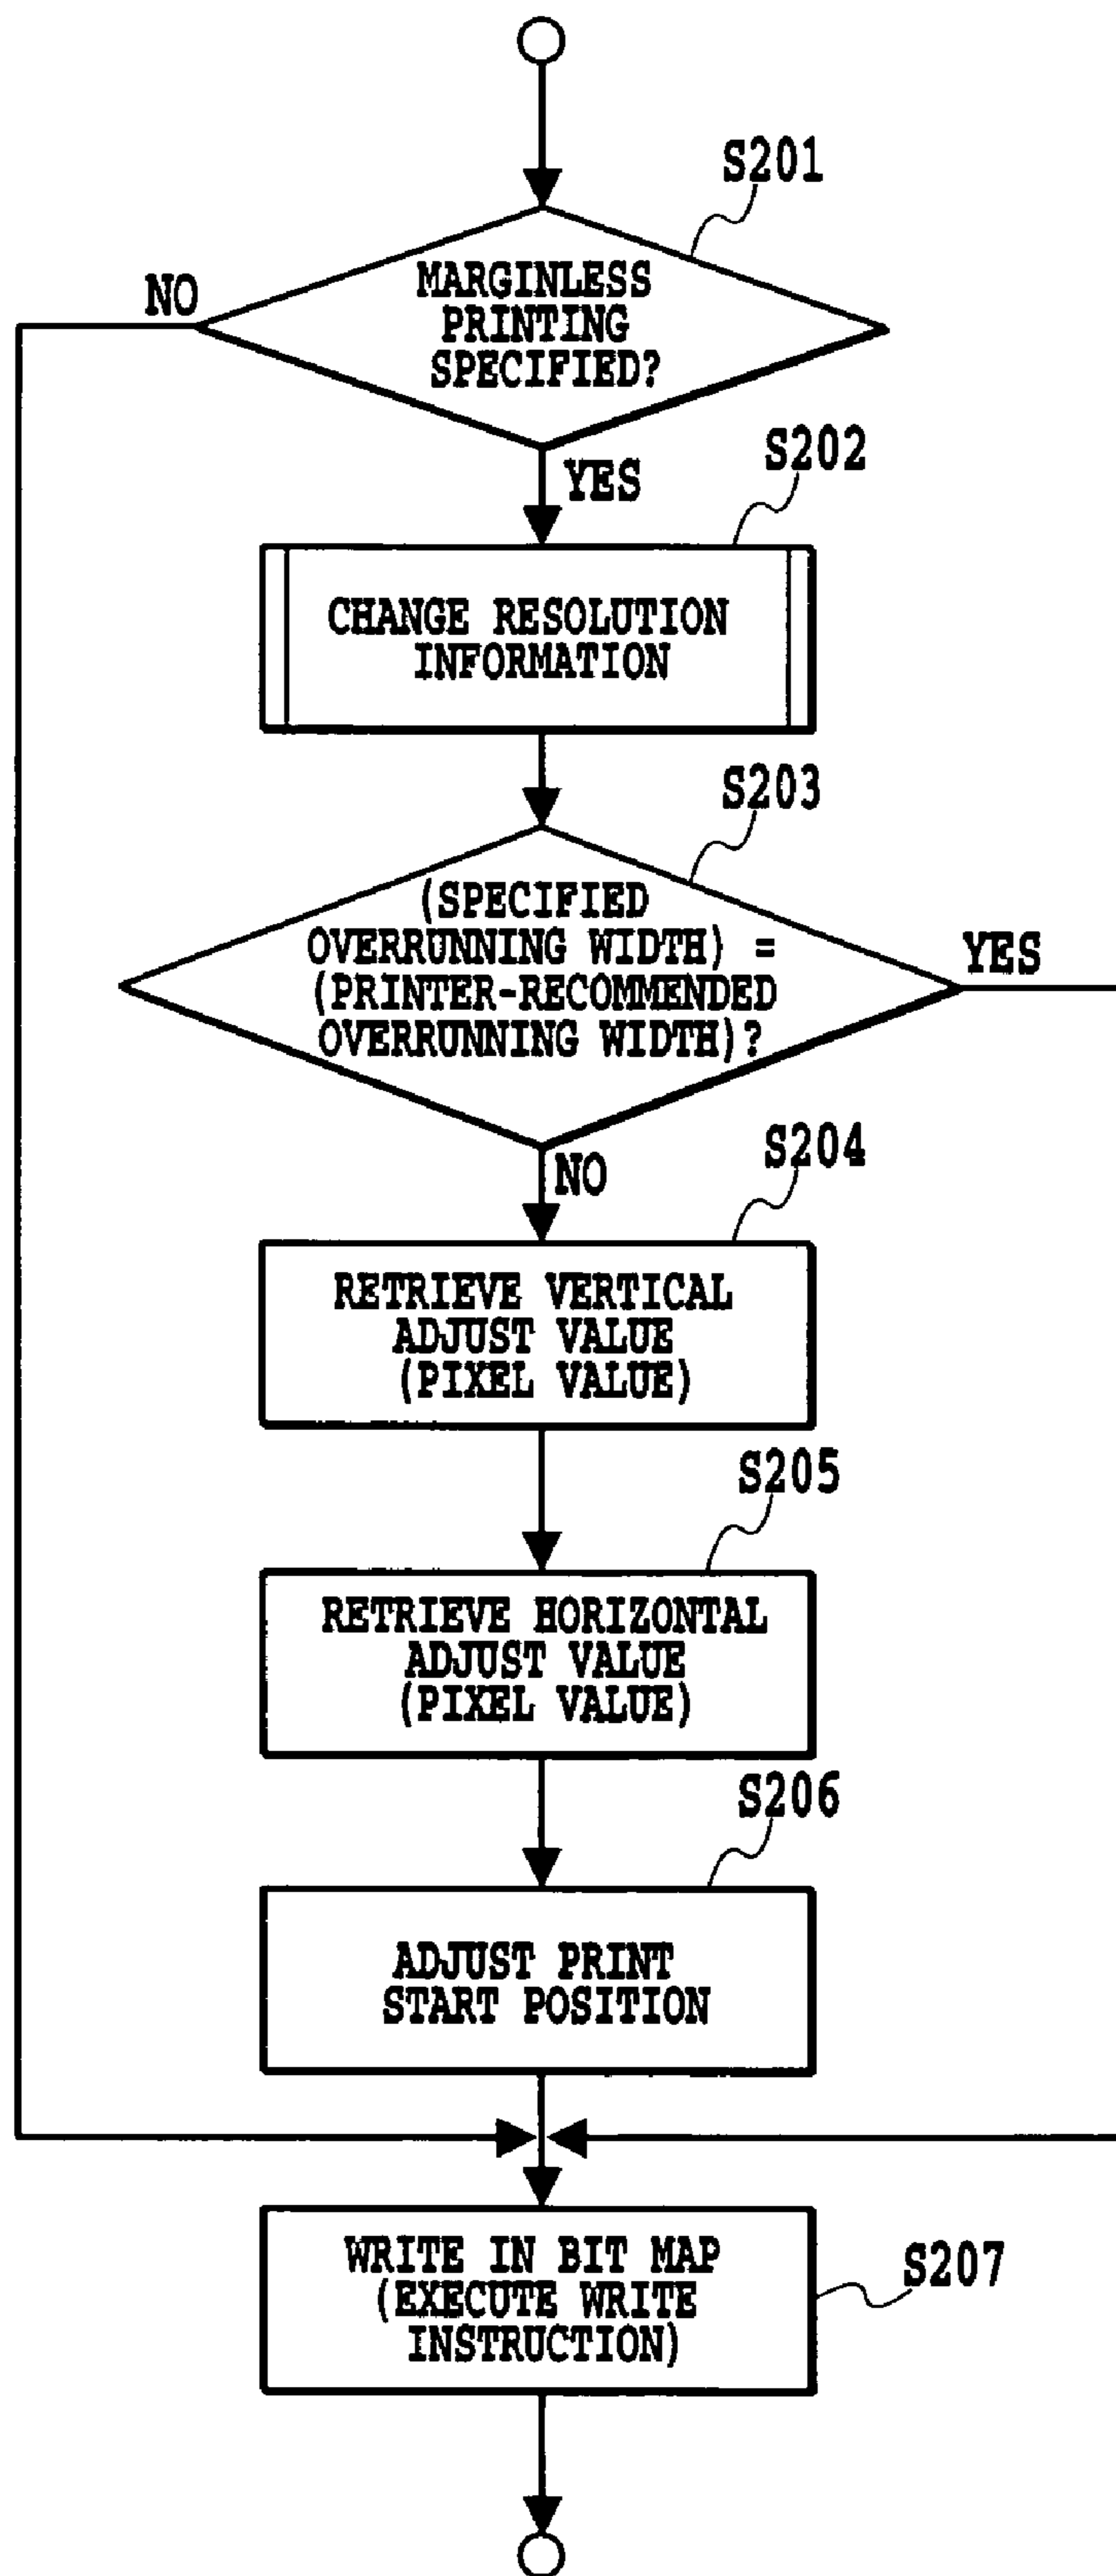 S201
MARGINLESS
PRINTING
SPECIFIED?
NO
YES
S202
CHANGE RESOLUTION
INFORMATION
S203
(SPECIFIED
OVERRUNNING WIDTH) =
(PRINTER-RECOMMENDED
OVERRUNNING WIDTH)?
YES
NO
S204
RETRIEVE VERTICAL
ADJUST VALUE
(PIXEL VALUE)
S205
RETRIEVE HORIZONTAL
ADJUST VALUE
(PIXEL VALUE)
S206
ADJUST PRINT
START POSITION
WRITE IN BIT MAP
(EXECUTE WRITE
INSTRUCTION)
S207